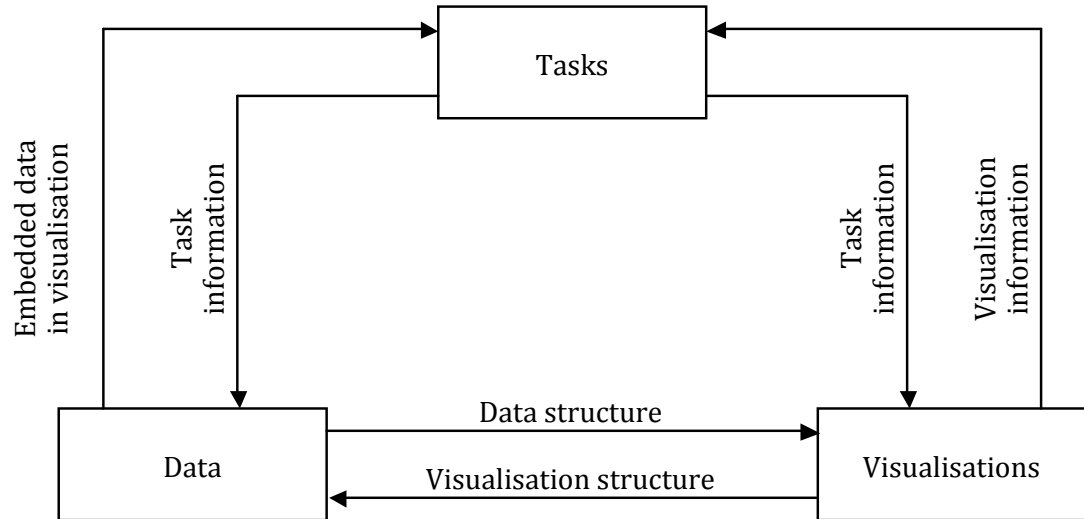 Tasks
Embedded data
in visualisation
Task
information
Task
information
Visualisation
information
Data structure
Data
Visualisations
Visualisation structure